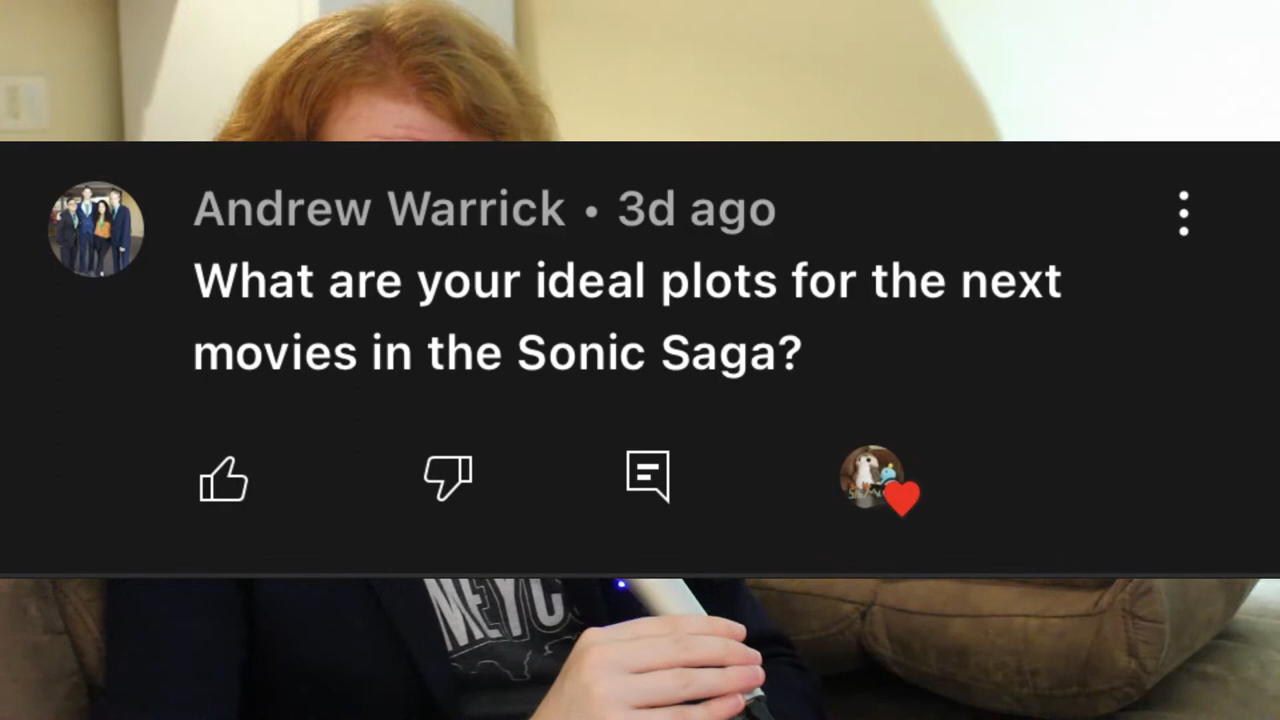 Andrew Warrick • 3d ago
What are your ideal plots for the next
movies in the Sonic Saga?